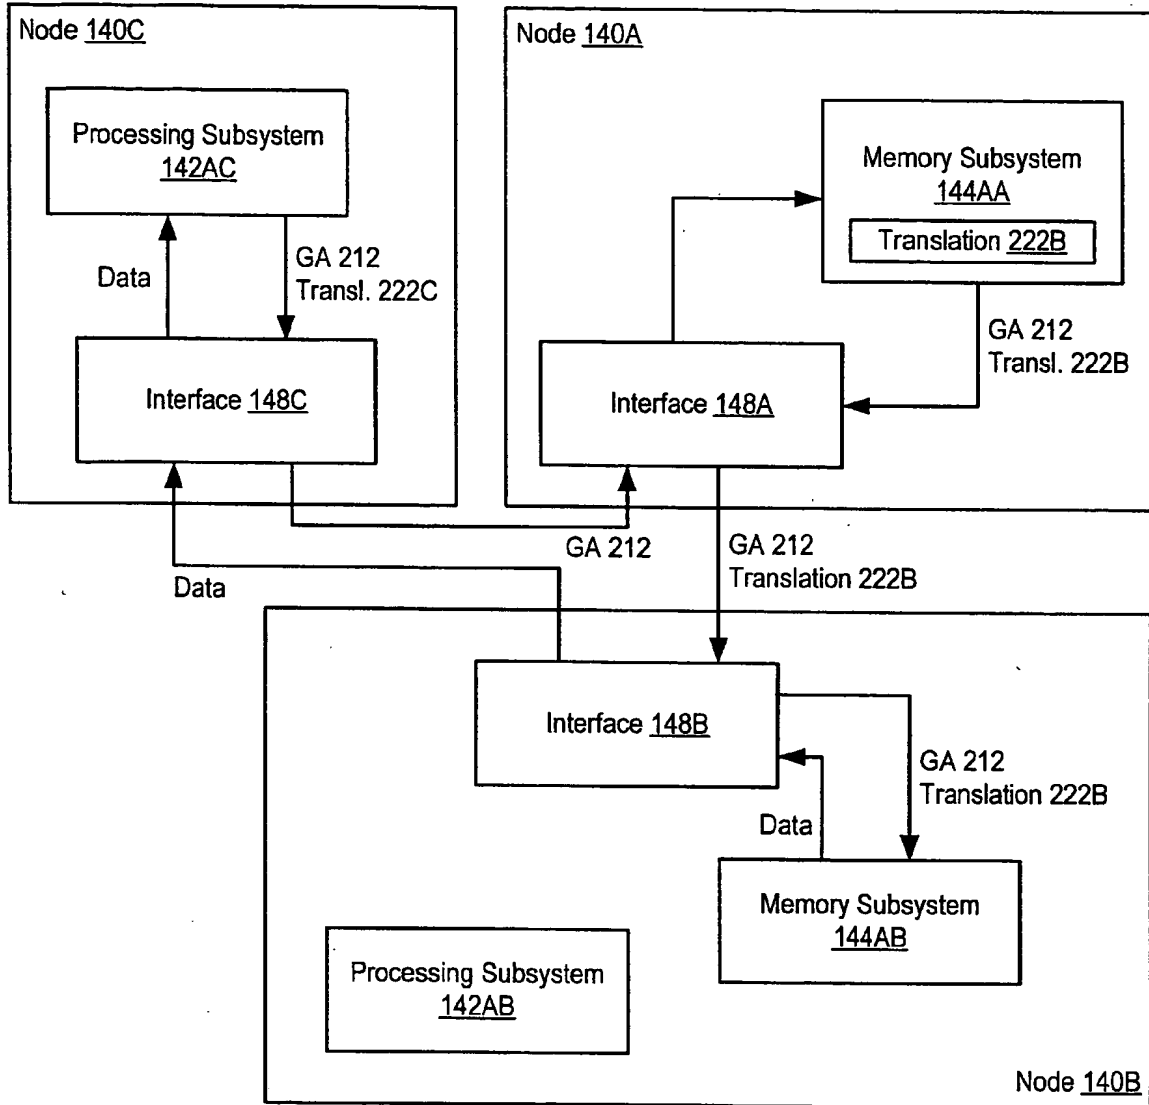 Node 140C
Processing Subsystem
142AC
Data
GA 212
Transl. 222C
Interface 148C
Node 140A
Memory Subsystem
144AA
Translation 222B
GA 212
Transl. 222B
Interface 148A
GA 212
GA 212
Translation 222B
Data
Interface 148B
GA 212
Translation 222B
Data
Memory Subsystem
144AB
Processing Subsystem
142AB
Node 140B